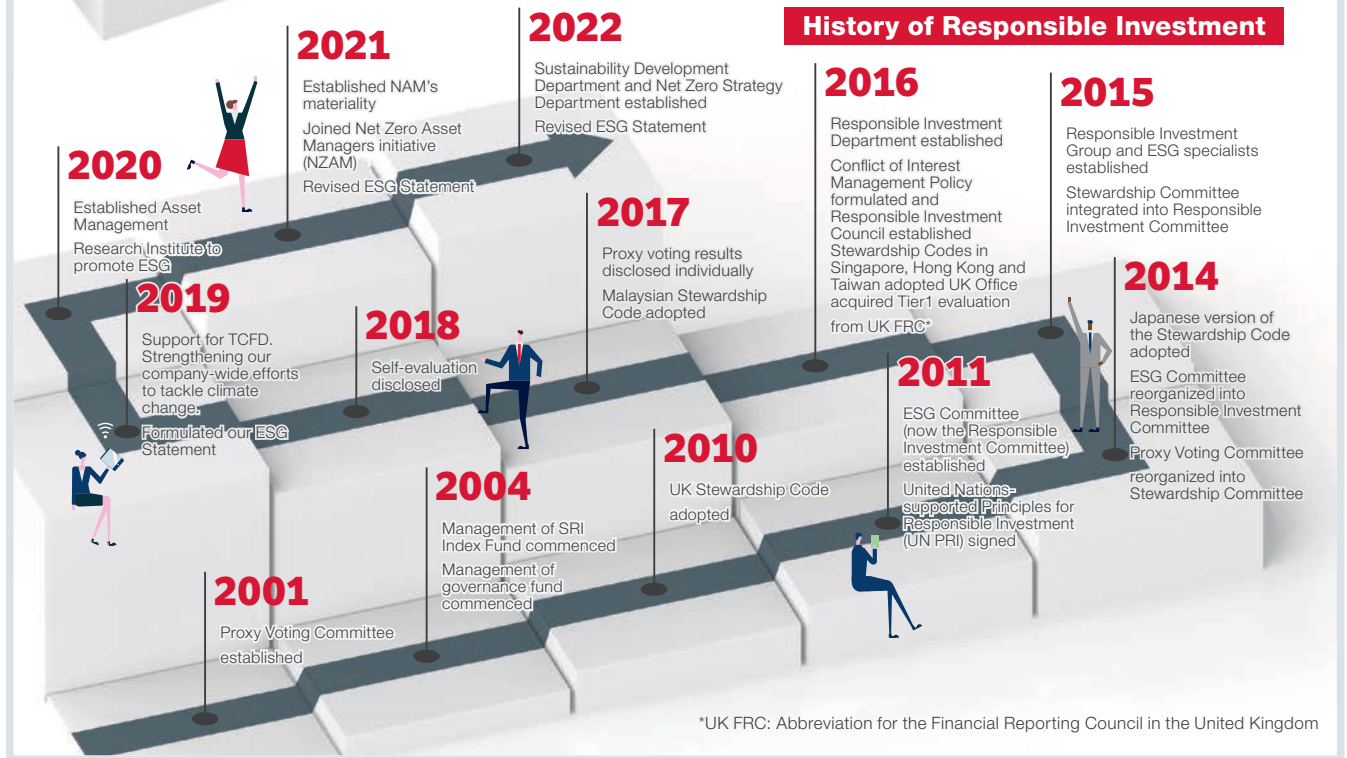 History of Responsible Investment
2022
Sustainability Development
Department and Net Zero Strategy
Department established
Revised ESG Statement
2021
Established NAM's
materiality
Joined Net Zero Asset
Managers initiative
(NZAM)
Revised ESG Statement
2020
Established Asset
Management
Research Institute to
promote ESG
2019
Support for TCFD.
Strengthening our
company-wide efforts
to tackle climate
change.
Formulated our ESG
Statement
2018
Self-evaluation
disclosed
2017
Proxy voting results
disclosed individually
Malaysian Stewardship
Code adopted
2016
Responsible Investment
Department established
Conflict of Interest
Management Policy
formulated and
Responsible Investment
Council established
Stewardship Codes in
Singapore, Hong Kong and
Taiwan adopted UK Office
acquired Tier1 evaluation
from UK FRC*
2015
Responsible Investment
Group and ESG specialists
established
Stewardship Committee
integrated into Responsible
Investment Committee
2014
Japanese version of
the Stewardship Code
adopted
ESG Committee
reorganized into
Responsible Investment
Committee
Proxy Voting Committee
reorganized into
Stewardship Committee
2011
ESG Committee
(now the Responsible
Investment Committee)
established
United Nations-
supported Principles for
Responsible Investment
(UN PRI) signed
2010
UK Stewardship Code
adopted
2004
Management of SRI
Index Fund commenced
Management of
governance fund
commenced
2001
Proxy Voting Committee
established
*UK FRC: Abbreviation for the Financial Reporting Council in the United Kingdom